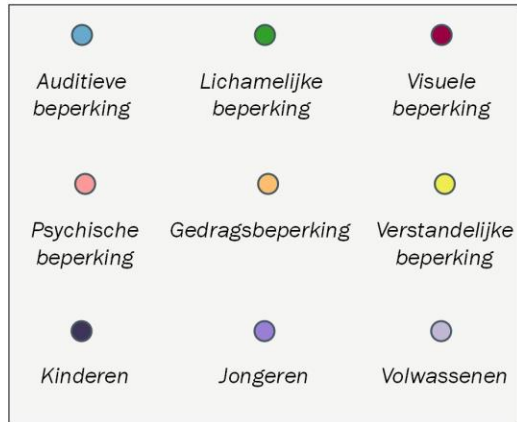 Auditieve beperking
Lichamelijke beperking
Visuele beperking
Psychische beperking
Gedragsbeperking
Verstandelijke beperking
Kinderen
Jongeren
Volwassenen